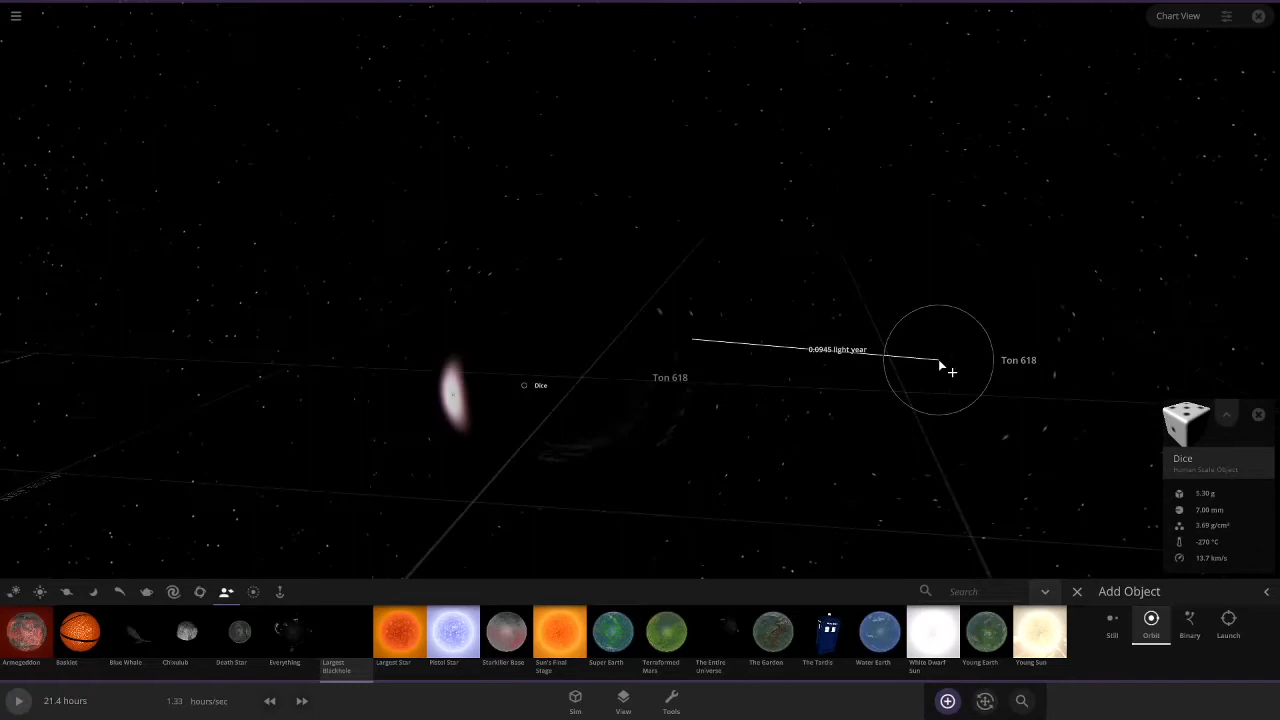 Chart View
0.0945 light year
Ton 618
Ton 618
Dice
Dice
Human Scale Object
5.30 g
7.00 mm
3.69 g/cm³
-270 °C
13.7 km/s
Search
Add Object
Armageddon
Basket
Blue Whale
Chixulub
Death Star
Everything
Largest
Blackhole
Largest Star
Pistol Star
Starkiller Base
Sun's Final
Stage
Super Earth
Terraformed
Mars
The Entire
Universe
The Garden
The Tardis
Water Earth
White Dwarf
Sun
Young Earth
Young Sun
Still
Orbit
Binary
Launch
21.4 hours
1.33 hours/sec
Sim
View
Tools